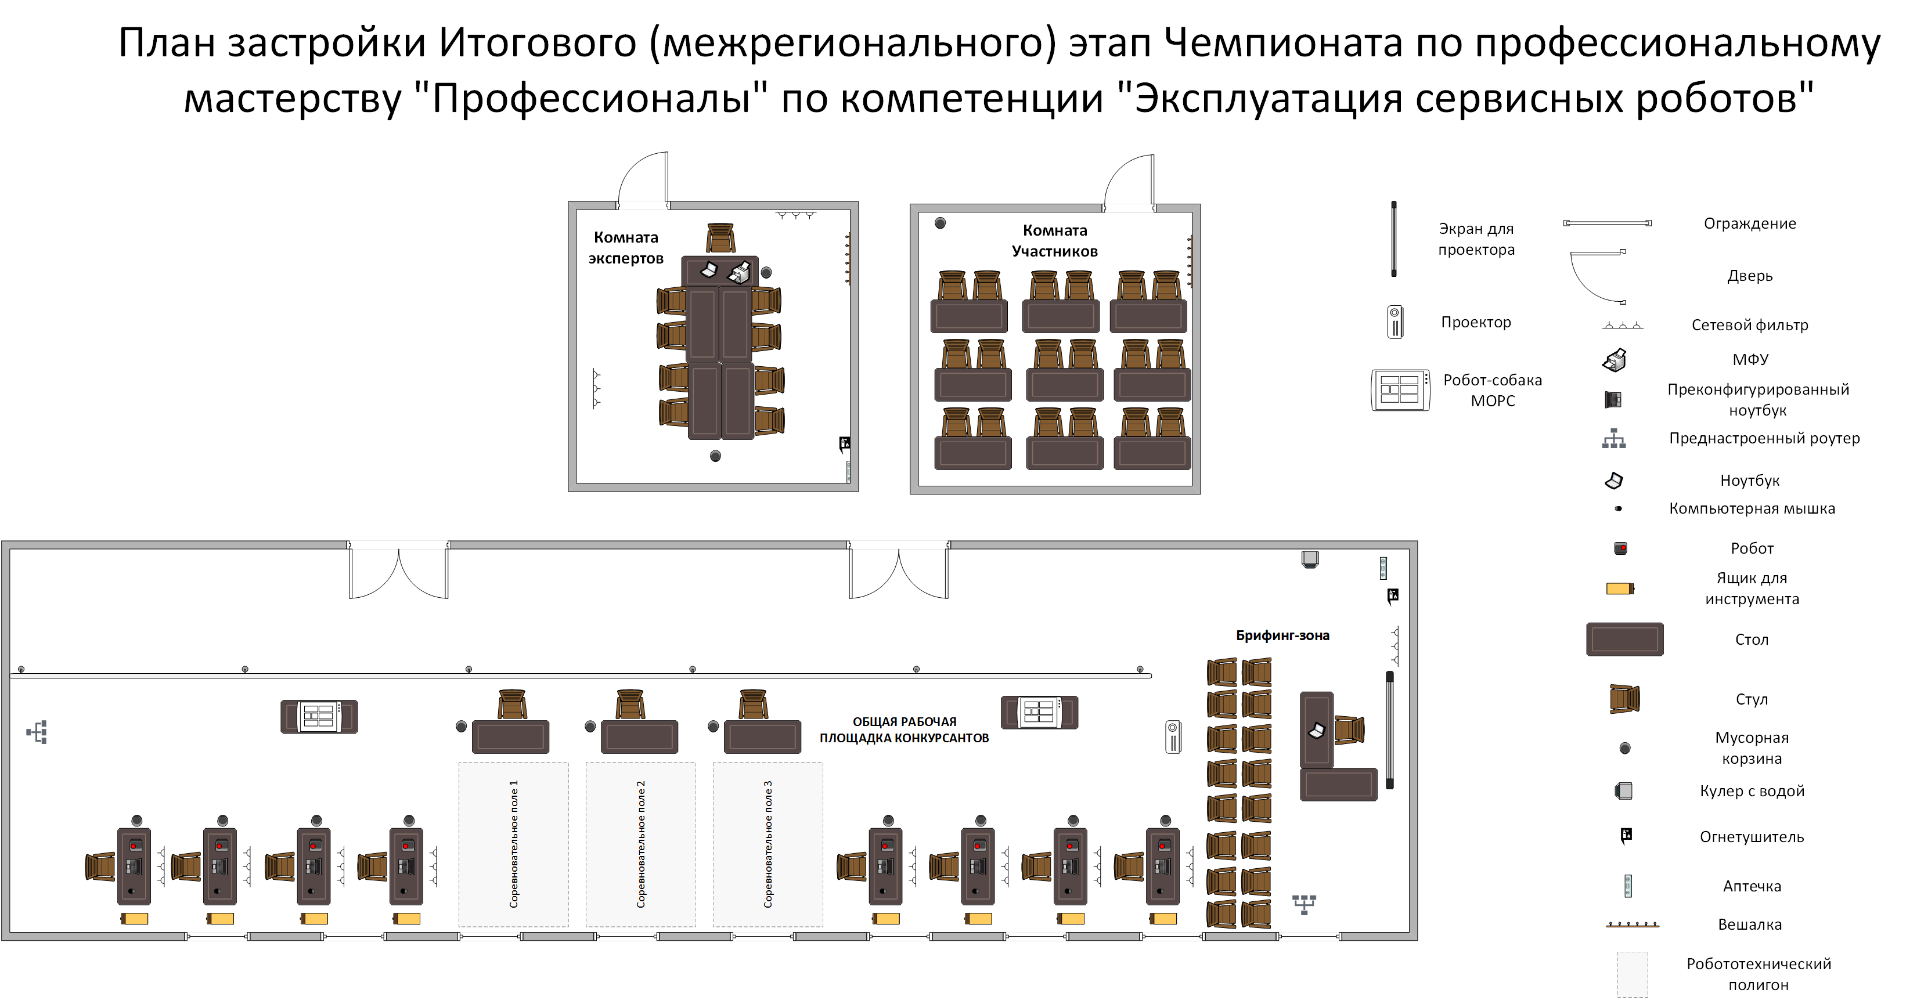 План застройки Итогового (межрегионального) этап Чемпионата по профессиональному
мастерству "Профессионалы" по компетенции "Эксплуатация сервисных роботов"
Комната
экспертов
Комната
Участников
Экран для
проектора
Проектор
Робот-собака
МОРС
Ограждение
Дверь
Сетевой фильтр
МФУ
Преконфигурированный
ноутбук
Преднастроенный роутер
Ноутбук
Компьютерная мышка
Робот
Ящик для
инструмента
Стол
Стул
Мусорная
корзина
Кулер с водой
Огнетушитель
Аптечка
Вешалка
Робототехнический
полигон
Брифинг-зона
ОБЩАЯ РАБОЧАЯ
ПЛОЩАДКА КОНКУРСАНТОВ
Соревновательное поле 1
Соревновательное поле 2
Соревновательное поле 3